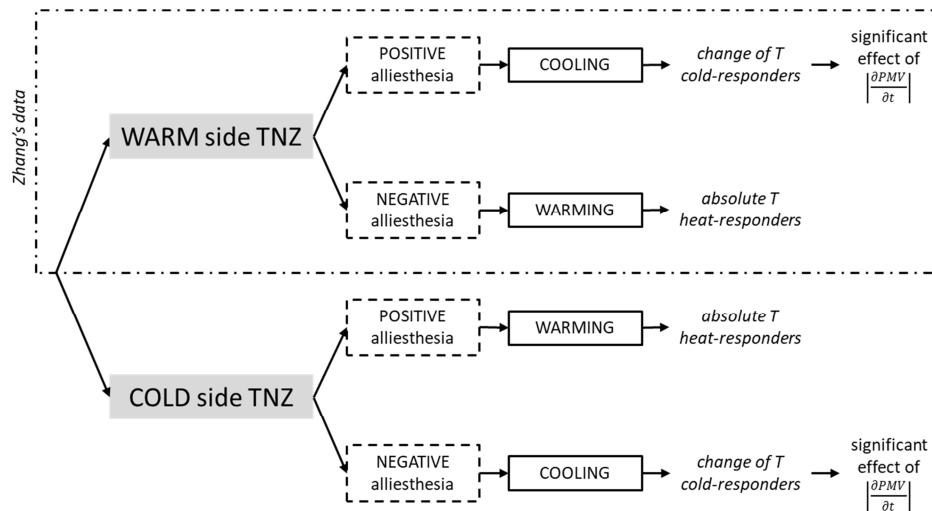 Zhang's data
WARM side TNZ
POSITIVE
alliesthesia
COOLING
change of T
cold-responders
significant
effect of
|∂PMV/∂t|
NEGATIVE
alliesthesia
WARMING
absolute T
heat-responders
COLD side TNZ
POSITIVE
alliesthesia
WARMING
absolute T
heat-responders
NEGATIVE
alliesthesia
COOLING
change of T
cold-responders
significant
effect of
|∂PMV/∂t|